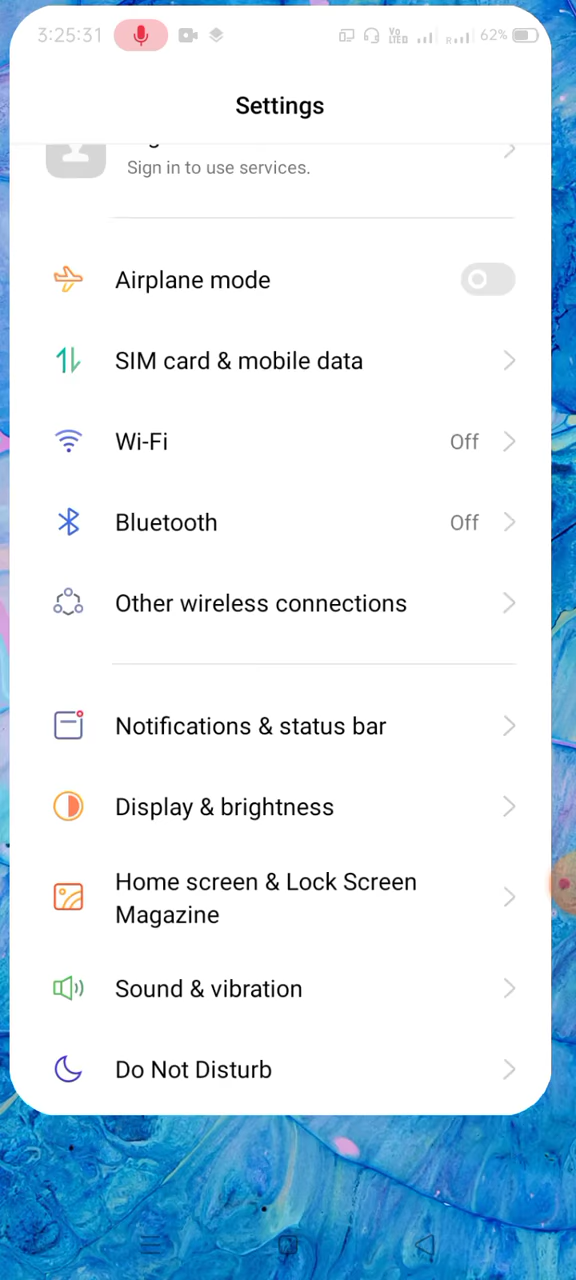 3:25:31 Vo LTE 62%
Settings
Sign in to use services.
Airplane mode
SIM card & mobile data
Wi-Fi Off
Bluetooth Off
Other wireless connections
Notifications & status bar
Display & brightness
Home screen & Lock Screen
Magazine
Sound & vibration
Do Not Disturb